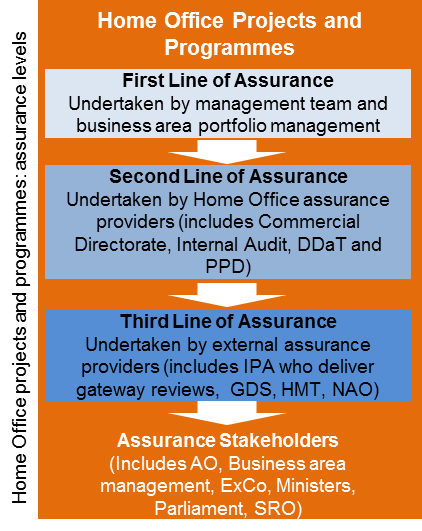 Home Office projects and programmes: assurance levels
Home Office Projects and
Programmes
First Line of Assurance
Undertaken by management team and
business area portfolio management
Second Line of Assurance
Undertaken by Home Office assurance
providers (includes Commercial
Directorate, Internal Audit, DDaT and
PPD)
Third Line of Assurance
Undertaken by external assurance
providers (includes IPA who deliver
gateway reviews, GDS, HMT, NAO)
Assurance Stakeholders
(Includes AO, Business area
management, ExCo, Ministers,
Parliament, SRO)